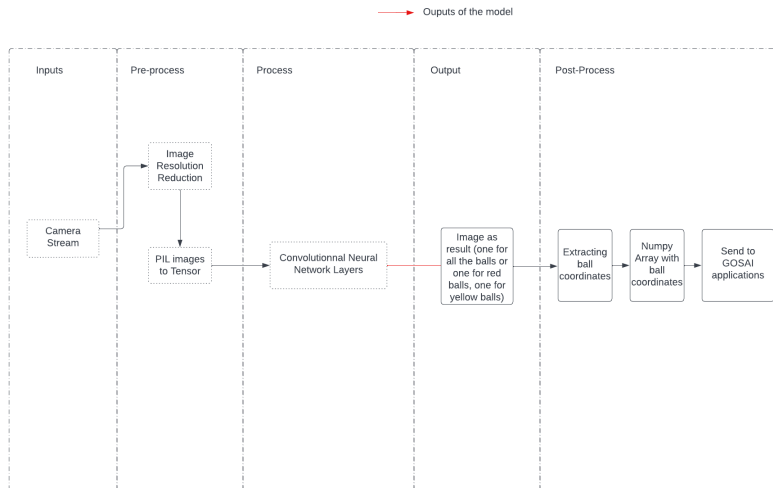 Ouputs of the model
Inputs
Pre-process
Process
Output
Post-Process
Camera
Stream
Image
Resolution
Reduction
PIL images
to Tensor
Convolutionnal Neural
Network Layers
Image as
result (one for
all the balls or
one for red
balls, one for
yellow balls)
Extracting
ball
coordinates
Numpy
Array with
ball
coordinates
Send to
GOSAI
applications